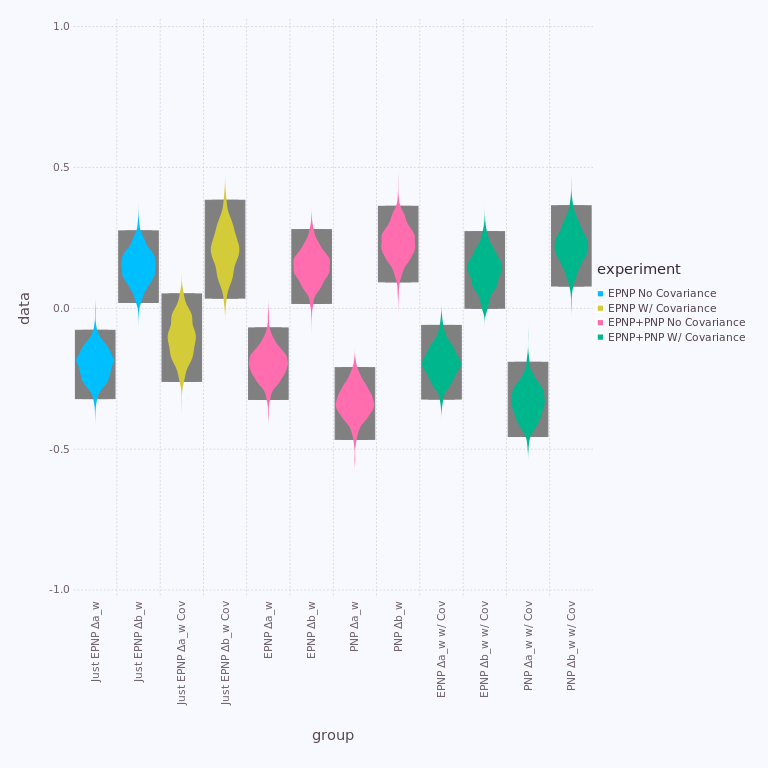 1.0
0.5
0.0
-0.5
-1.0
data
Just EPNP Δa_w
Just EPNP Δb_w
Just EPNP Δa_w Cov
Just EPNP Δb_w Cov
EPNP Δa_w
EPNP Δb_w
PNP Δa_w
PNP Δb_w
EPNP Δa_w w/ Cov
EPNP Δb_w w/ Cov
PNP Δa_w w/ Cov
PNP Δb_w w/ Cov
group
experiment
EPNP No Covariance
EPNP W/ Covariance
EPNP+PNP No Covariance
EPNP+PNP W/ Covariance